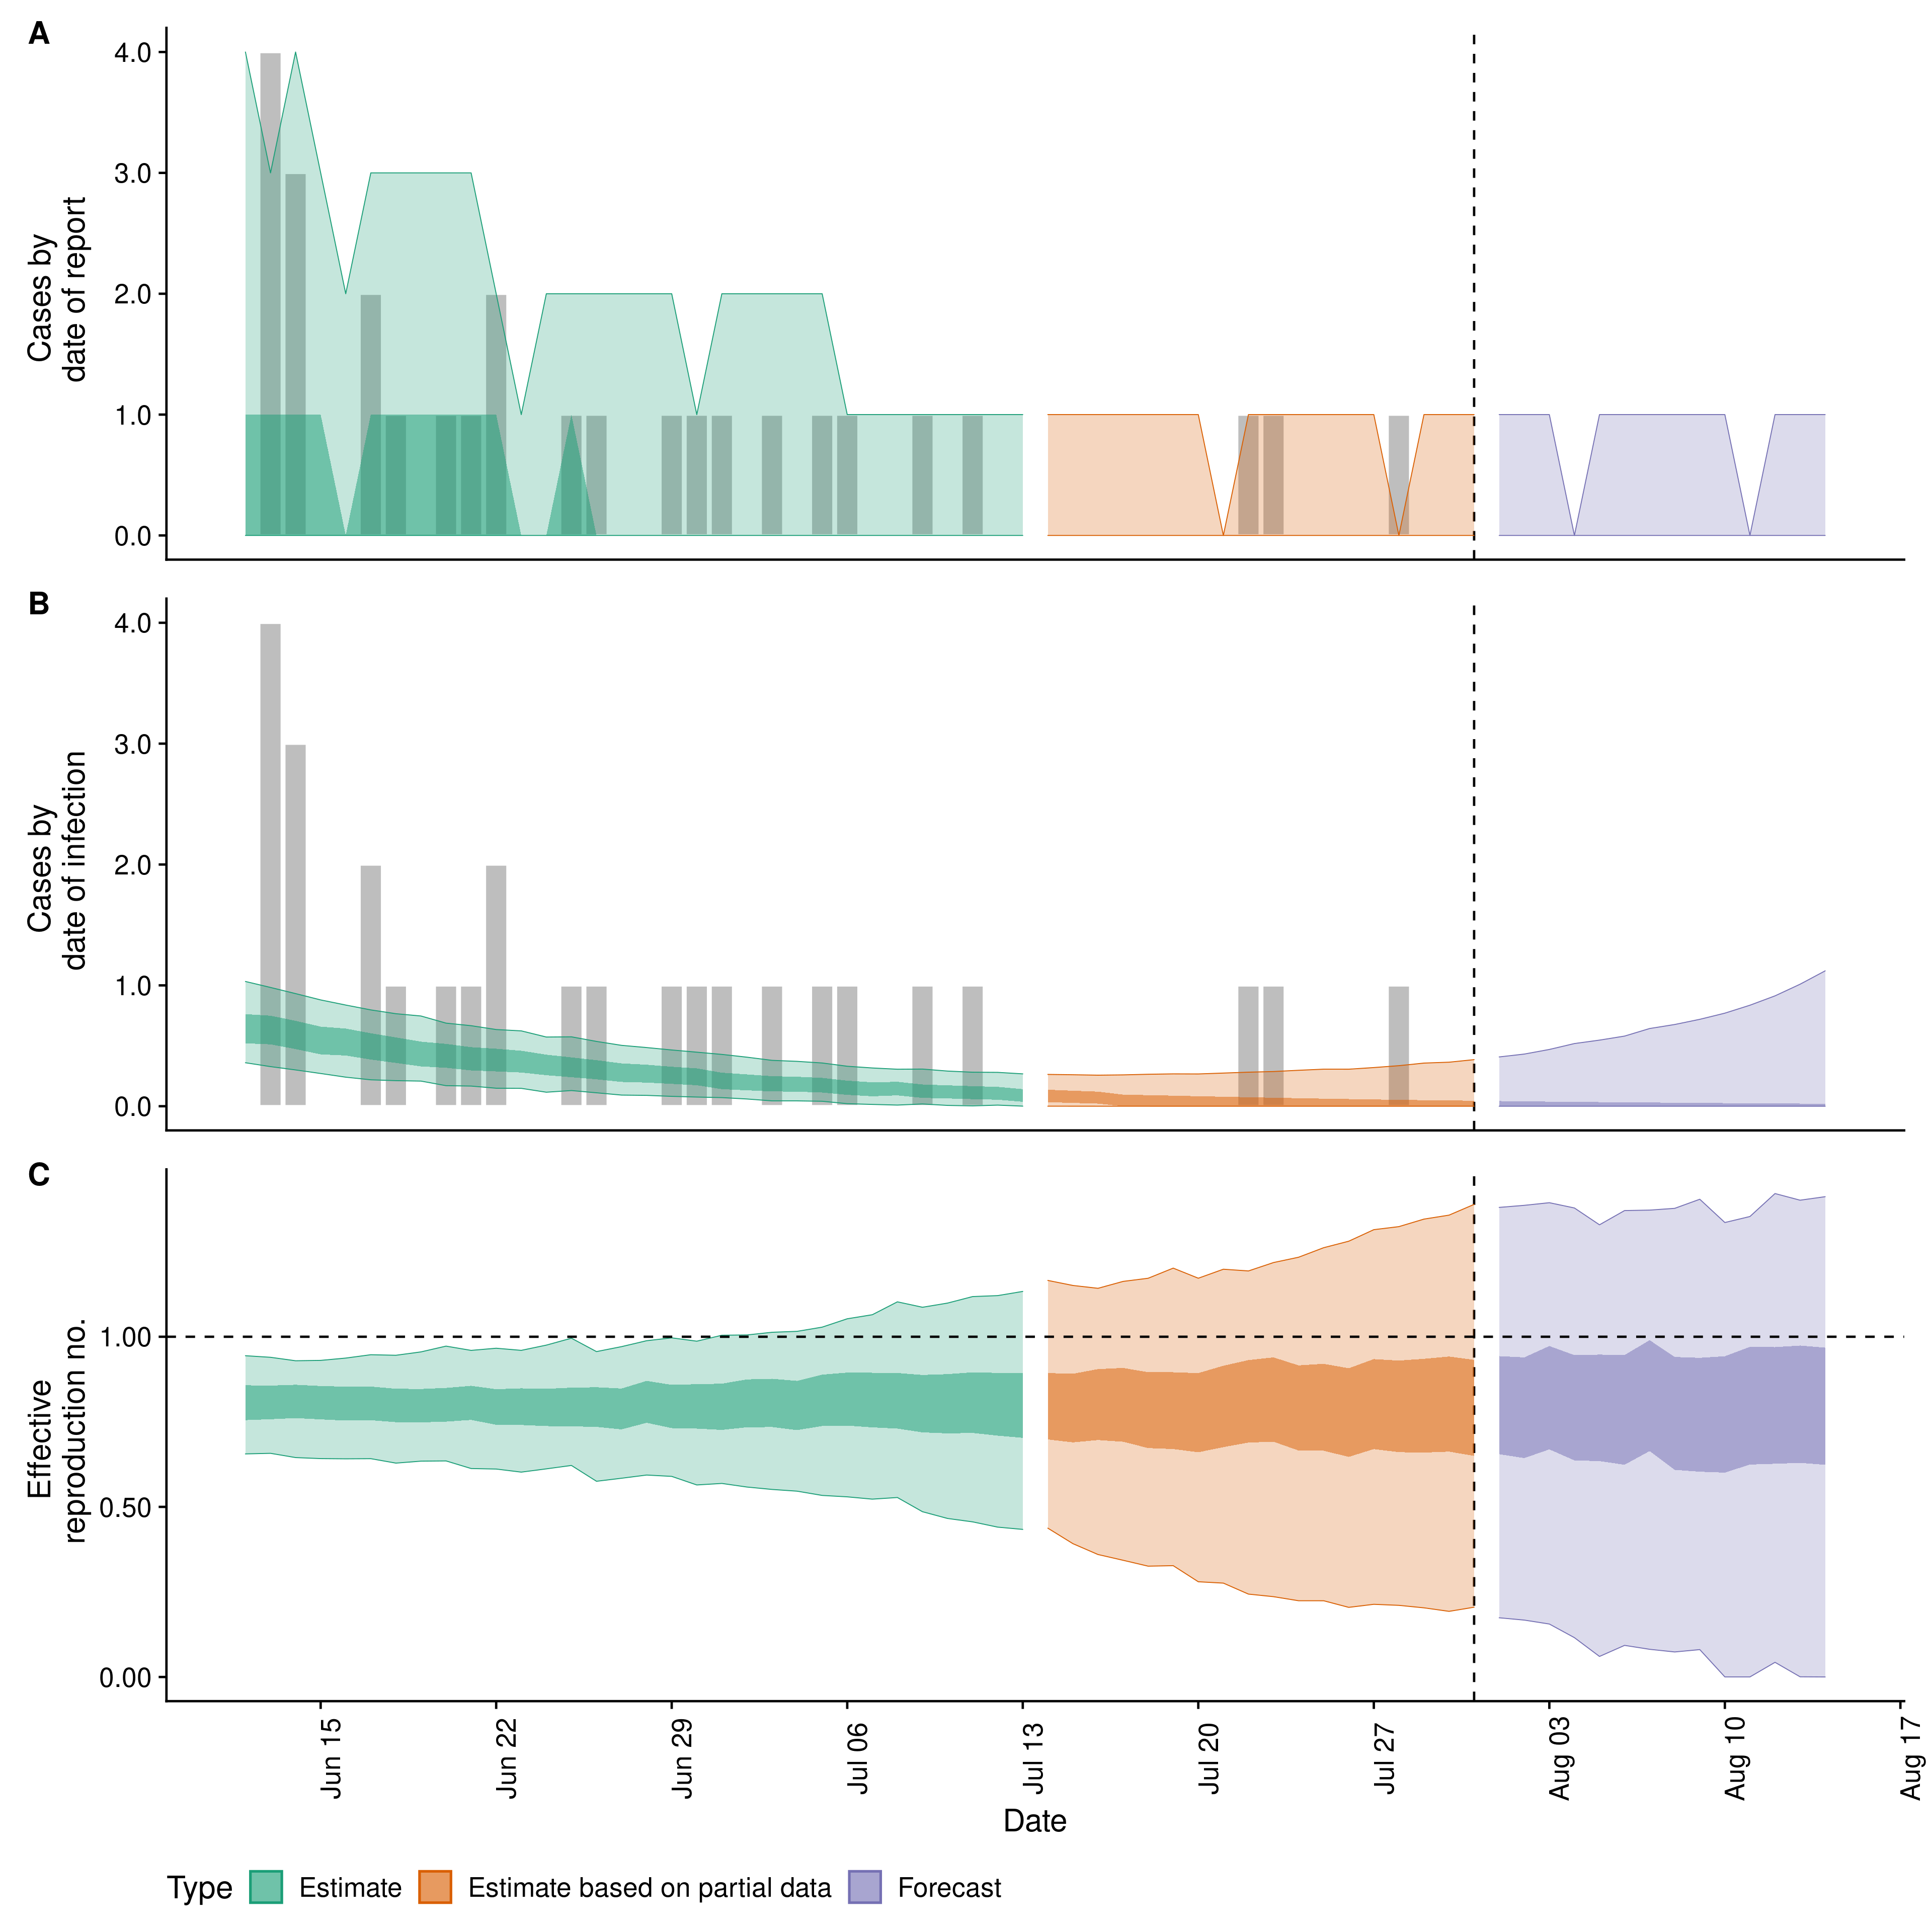 A
Cases by
date of report
4.0
3.0
2.0
1.0
0.0
B
Cases by
date of infection
4.0
3.0
2.0
1.0
0.0
C
Effective
reproduction no.
1.00
0.50
0.00
Jun 15
Jun 22
Jun 29
Jul 06
Jul 13
Jul 20
Jul 27
Aug 03
Aug 10
Aug 17
Date
Type Estimate Estimate based on partial data Forecast